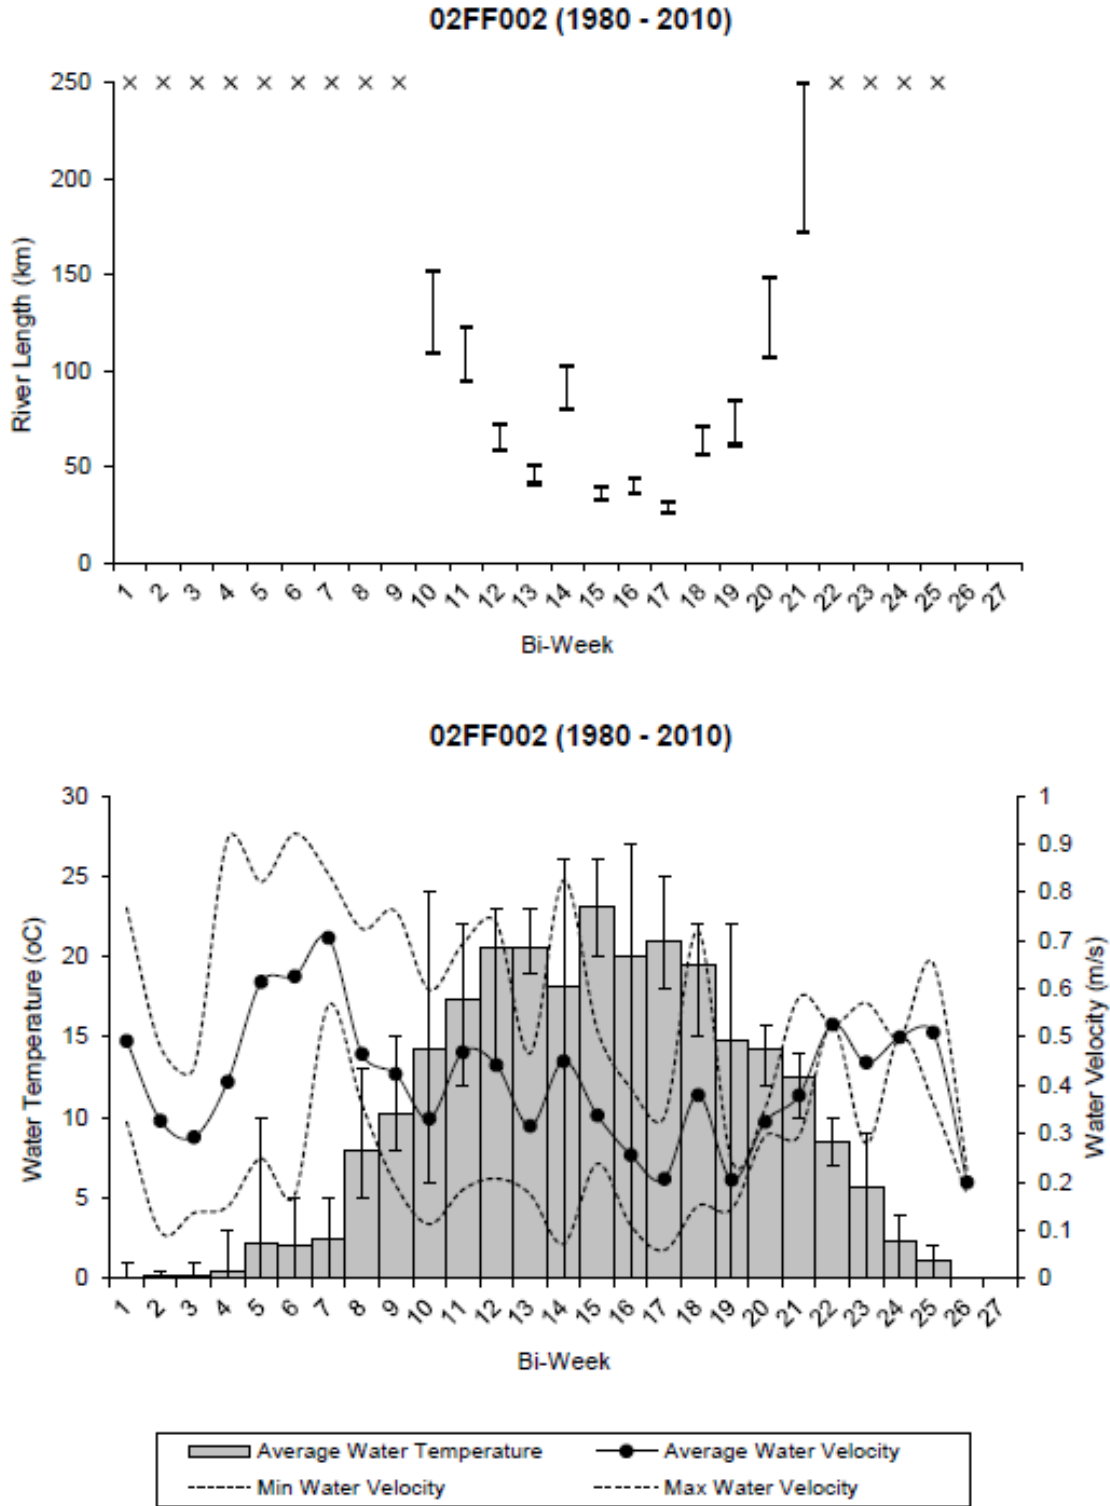 02FF002 (1980 - 2010)
250
200
150
100
50
0
River Length (km)
1 2 3 4 5 6 7 8 9 10 11 12 13 14 15 16 17 18 19 20 21 22 23 24 25 26 27
Bi-Week
02FF002 (1980 - 2010)
30
25
20
15
10
5
0
Water Temperature (oC)
1
0.9
0.8
0.7
0.6
0.5
0.4
0.3
0.2
0.1
0
Water Velocity (m/s)
1 2 3 4 5 6 7 8 9 10 11 12 13 14 15 16 17 18 19 20 21 22 23 24 25 26 27
Bi-Week
Average Water Temperature Average Water Velocity
Min Water Velocity Max Water Velocity